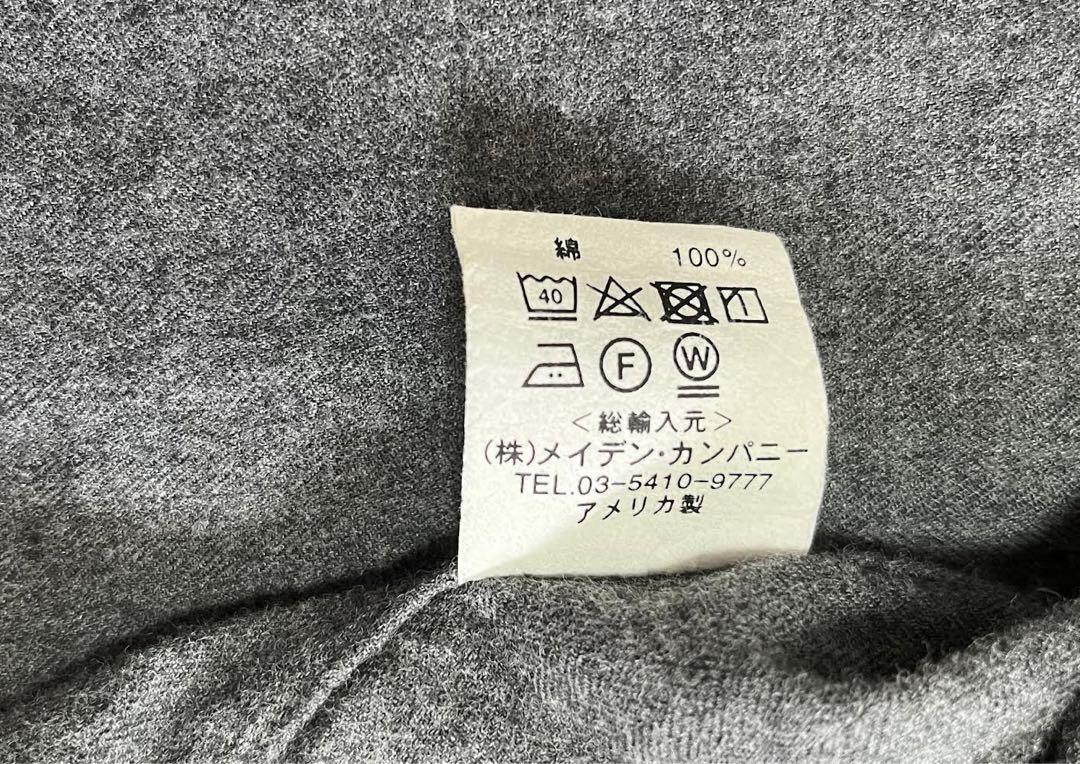 綿 100%
40
F W
<総輸入元>
(株)メイデン・カンパニー
TEL.03-5410-9777
アメリカ製